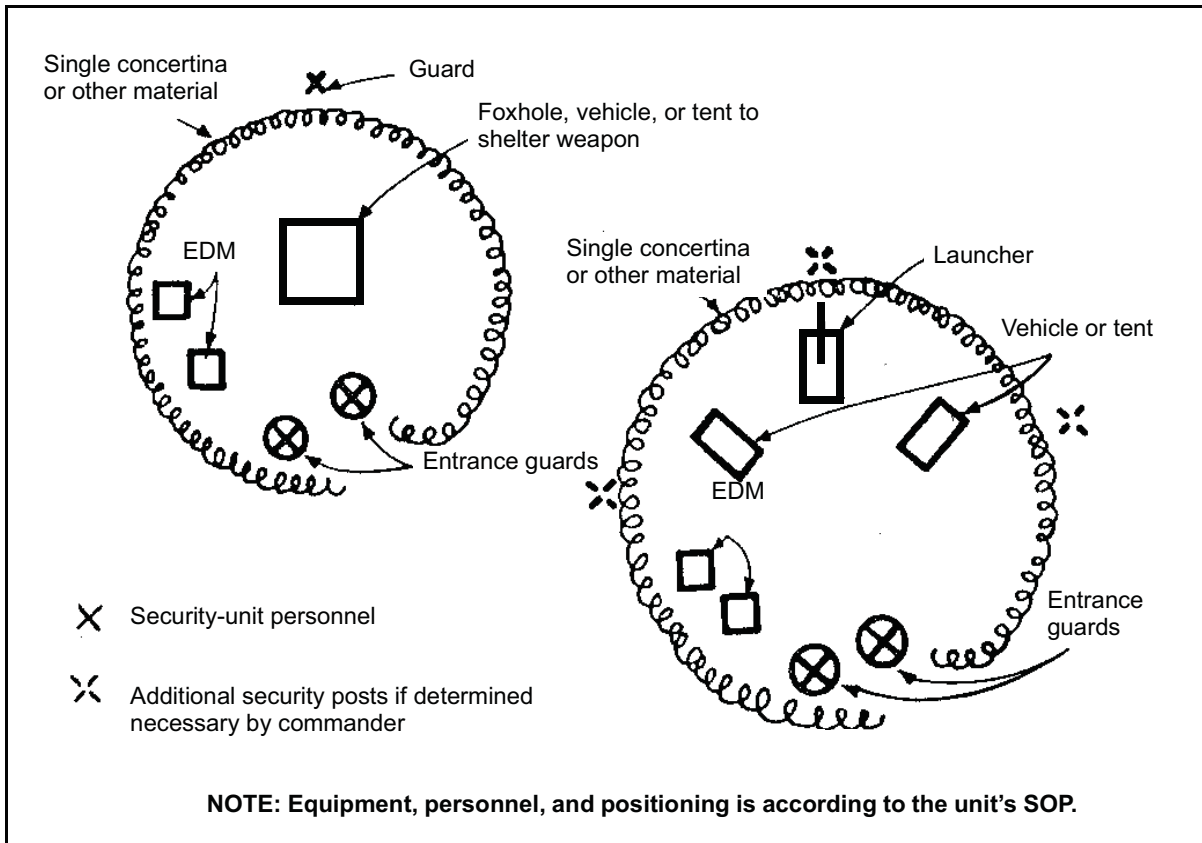 Single concertina
or other material
Guard
Foxhole, vehicle, or tent to
shelter weapon
EDM
Entrance guards
Single concertina
or other material
Launcher
Vehicle or tent
EDM
Entrance
guards
Security-unit personnel
Additional security posts if determined
necessary by commander
NOTE: Equipment, personnel, and positioning is according to the unit's SOP.